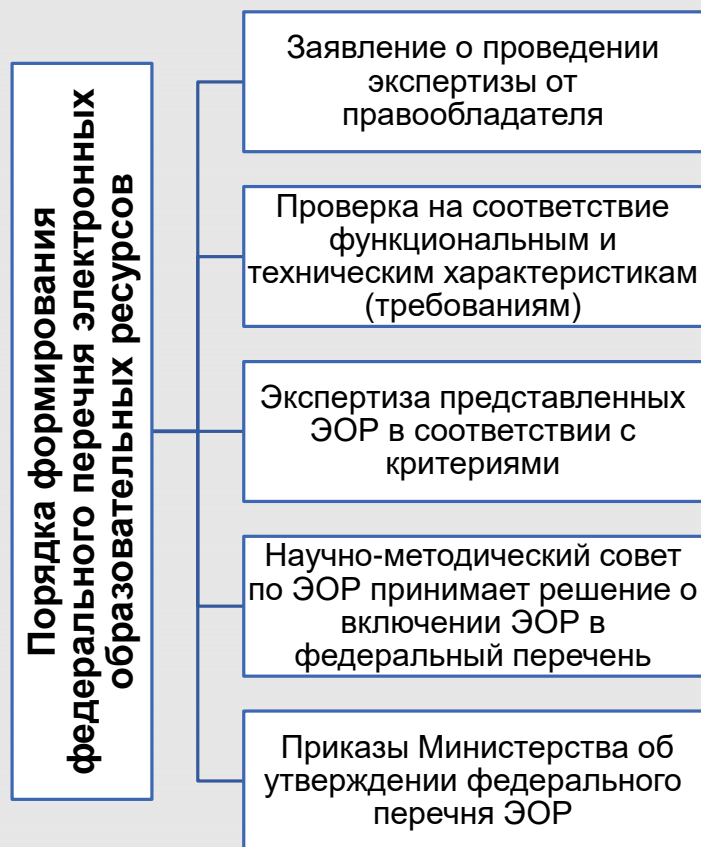 Порядка формирования
федерального перечня электронных
образовательных ресурсов
Заявление о проведении
экспертизы от
правообладателя
Проверка на соответствие
функциональным и
техническим характеристикам
(требованиям)
Экспертиза представленных
ЭОР в соответствии с
критериями
Научно-методический совет
по ЭОР принимает решение о
включении ЭОР в
федеральный перечень
Приказы Министерства об
утверждении федерального
перечня ЭОР